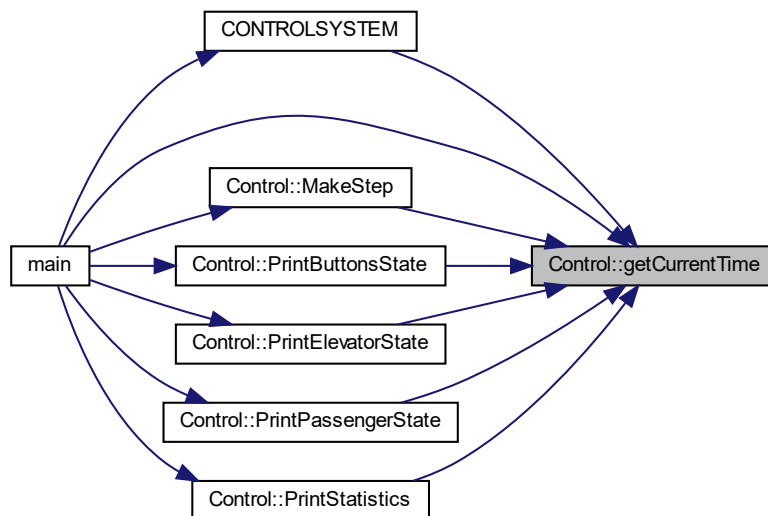 CONTROLSYSTEM
Control::MakeStep
main
Control::PrintButtonsState
Control::getCurrentTime
Control::PrintElevatorState
Control::PrintPassengerState
Control::PrintStatistics